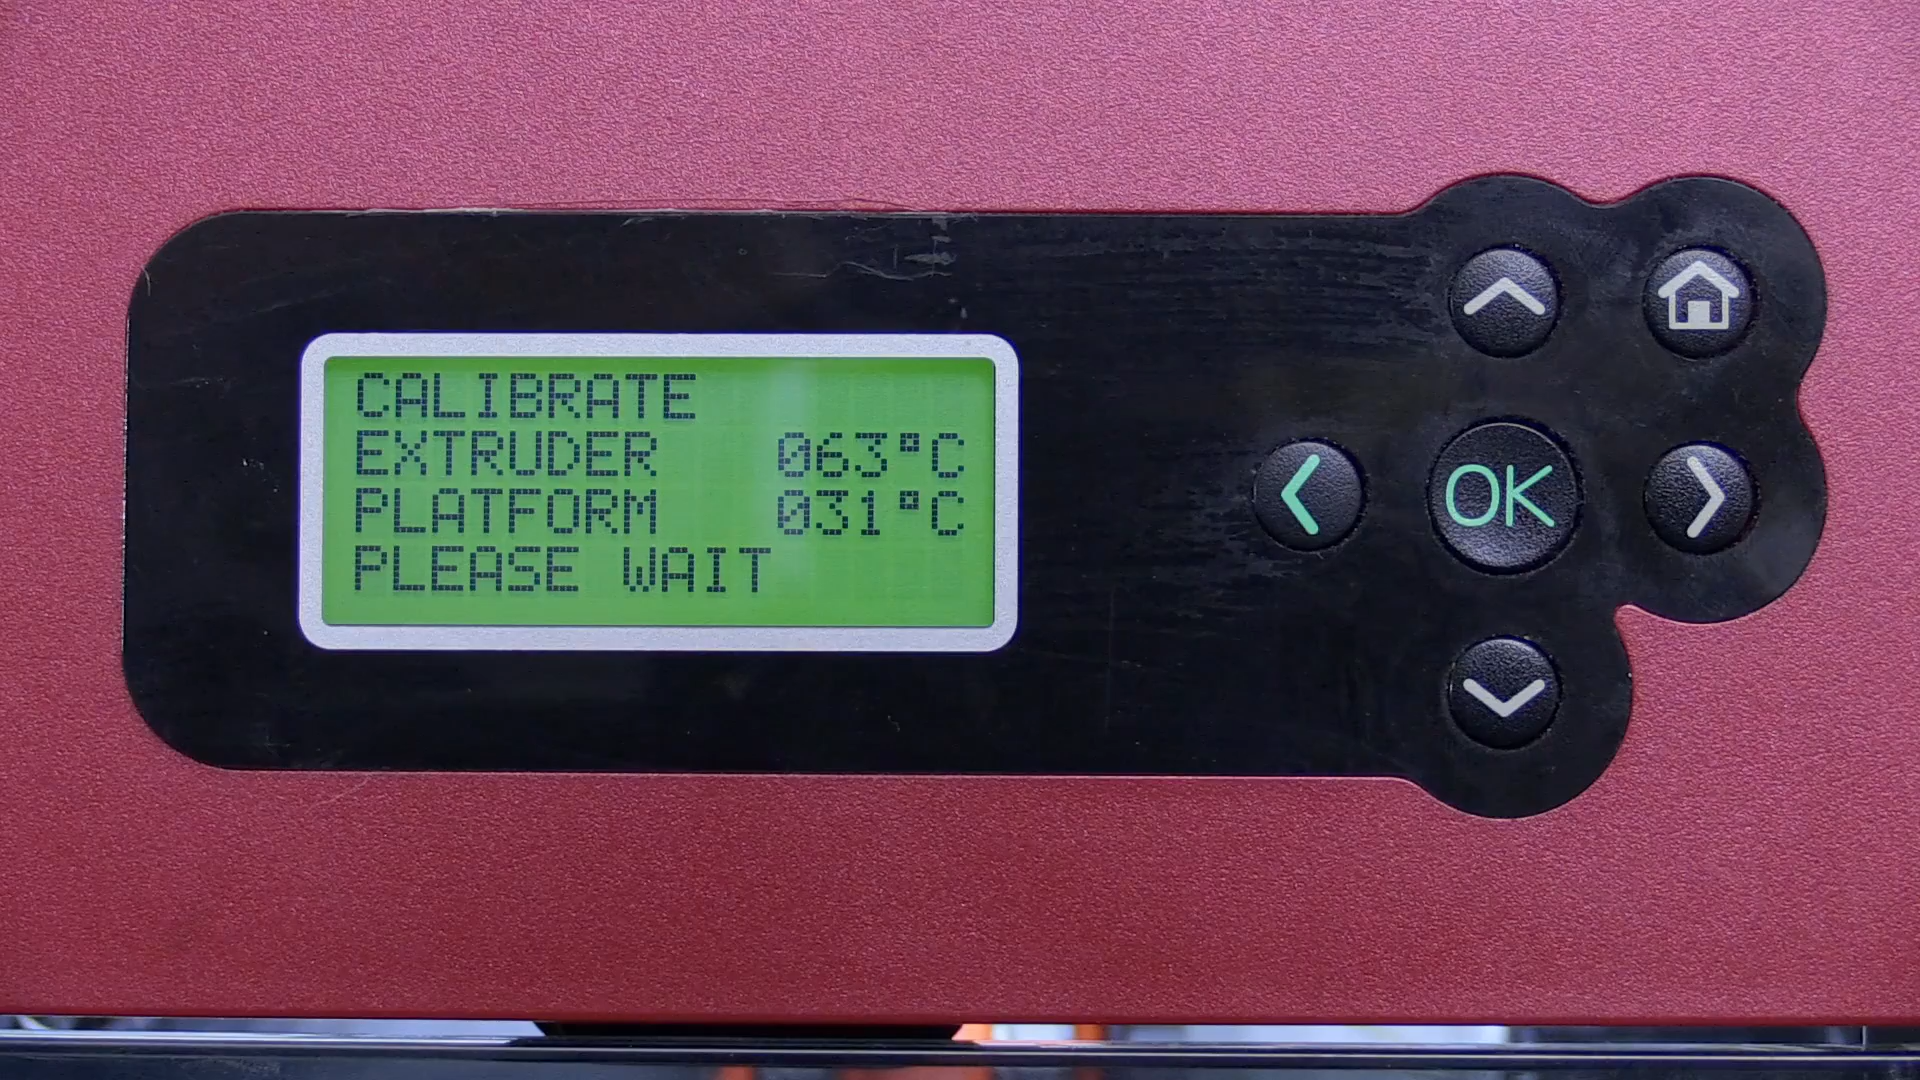 CALIBRATE
EXTRUDER 063°C
PLATFORM 031°C
PLEASE WAIT
OK